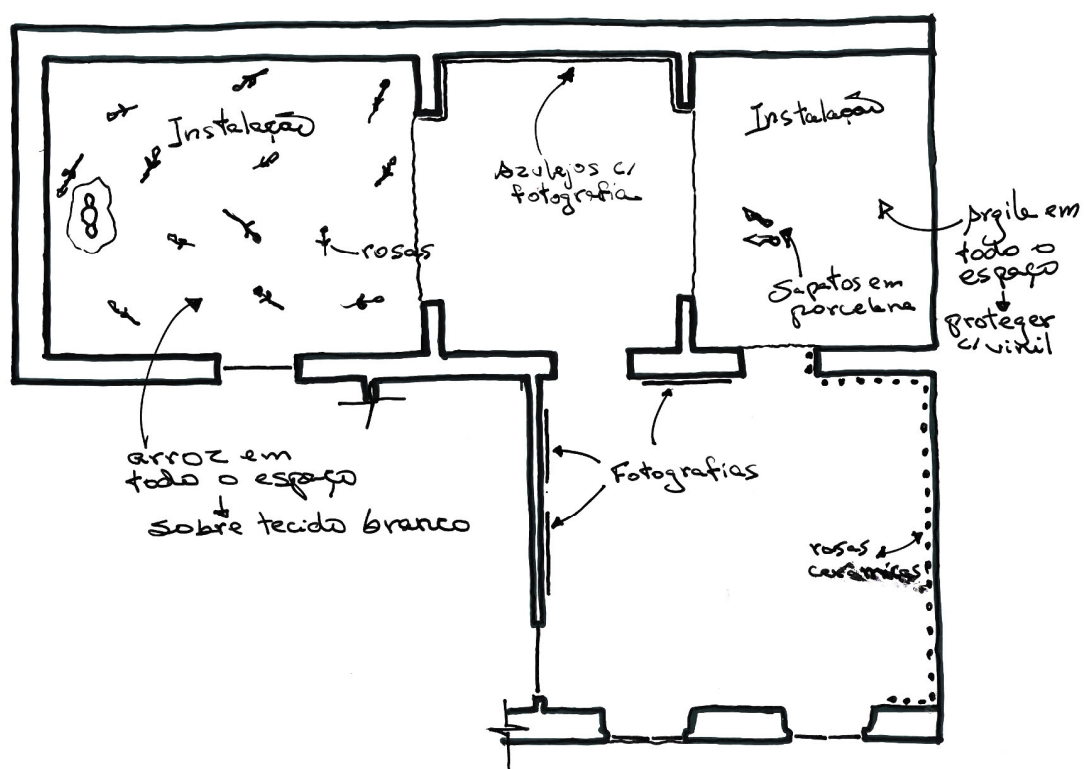 Instalação
rosas
arroz em
todo o espaço
sobre tecido branco
Azulejos c/
fotografia
Instalação
Sapatos em
porcelana
Argila em
todo o
espaço
proteger
c/ vinil
Fotografias
rosas
cerâmicas